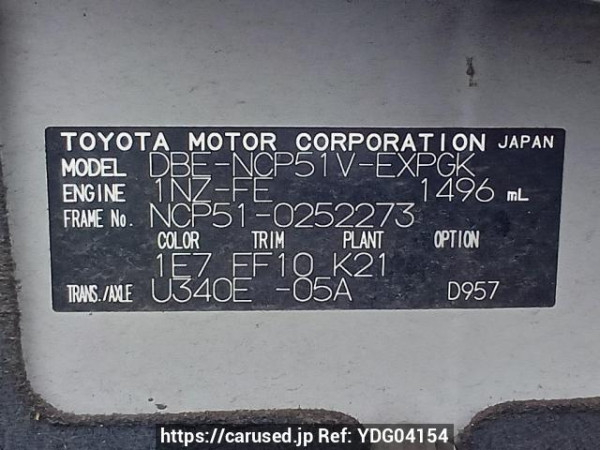 TOYOTA MOTOR CORPORATION JAPAN
MODEL DBE-NCP51V-EXPGK
ENGINE 1NZ-FE 1496 mL
FRAME No. NCP51-0252273
COLOR TRIM PLANT OPTION
1E7 FF10 K21
TRANS./AXLE U340E -05A D957
https://carused.jp Ref: YDG04154